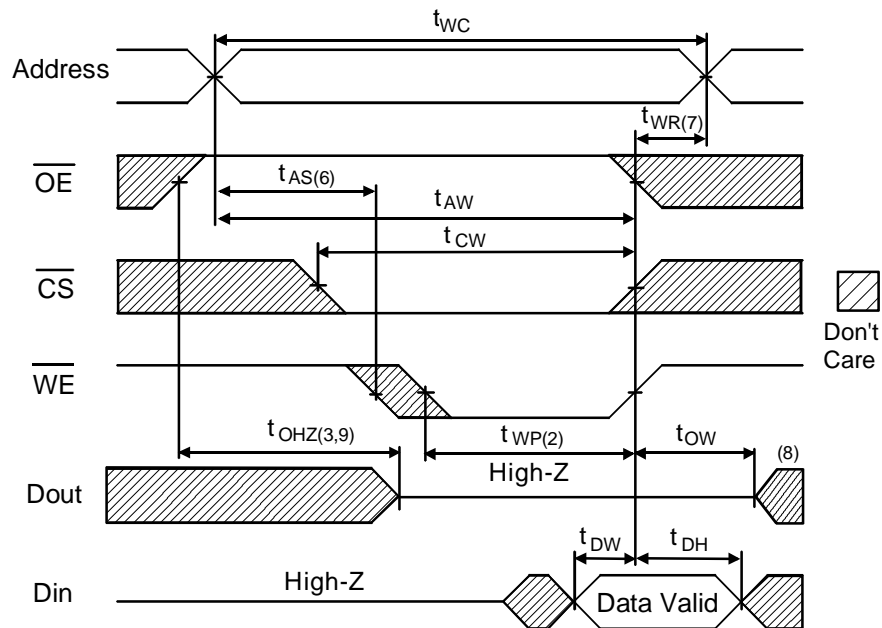 tWC
Address
tWR(7)
OE
tAS(6)
tAW
tCW
CS
Don't
Care
WE
tOHZ(3,9)
tWP(2)
tOW
(8)
High-Z
Dout
tDW
tDH
High-Z
Din
Data Valid